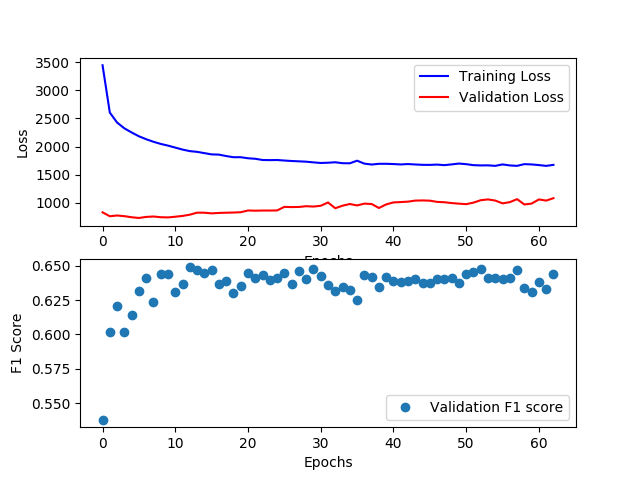 3500
3000
2500
2000
1500
1000
Loss
Training Loss
Validation Loss
0 10 20 30 40 50 60
Epochs
0.650
0.625
0.600
0.575
0.550
F1 Score
Validation F1 score
0 10 20 30 40 50 60
Epochs